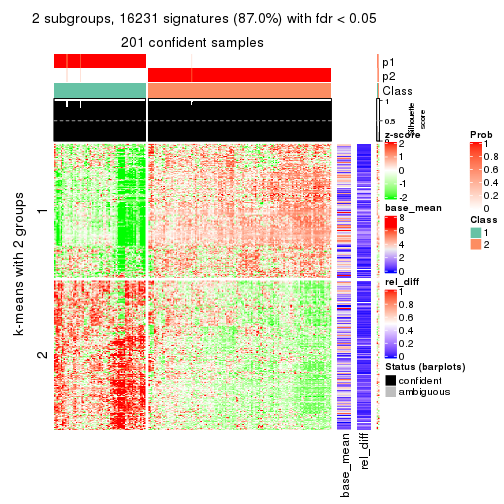 2 subgroups, 16231 signatures (87.0%) with fdr < 0.05
201 confident samples
p1
p2
Class
1
0.5
0
Silhouette
score
k-means with 2 groups
1
2
base_mean
rel_diff
z-score
2
1
0
-1
-2
base_mean
8
6
4
2
0
rel_diff
1
0.8
0.6
0.4
0.2
0
Status (barplots)
confident
ambiguous
Prob
1
0.8
0.6
0.4
0.2
0
Class
1
2